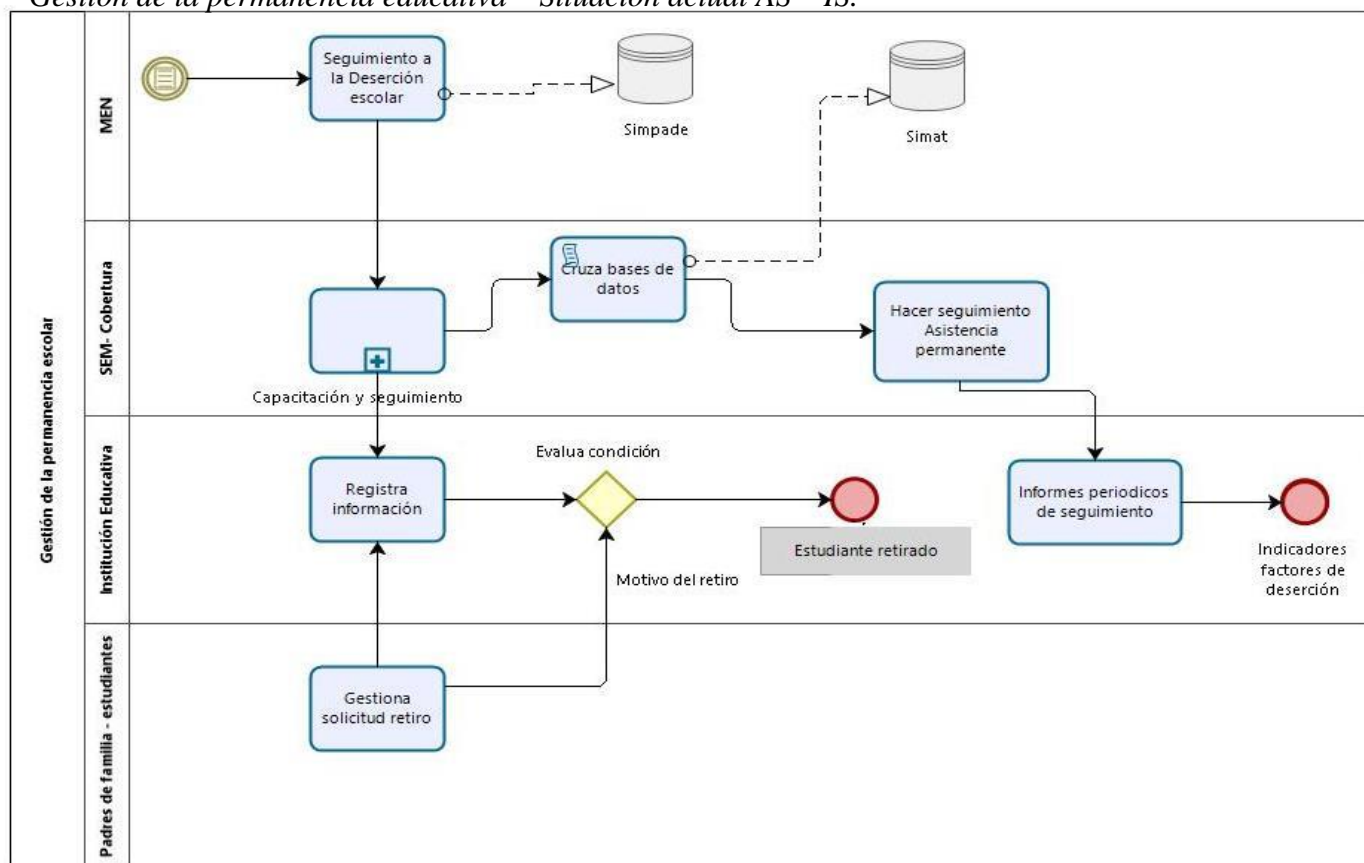 Gestión de la permanencia educativa – Situación actual AS – IS.
Gestión de la permanencia escolar
MEN
Seguimiento a
la Deserción
escolar
Simpade
Simat
SEM- Cobertura
Capacitación y seguimiento
Cruza bases de
datos
Hacer seguimiento
Asistencia
permanente
Institución Educativa
Registra
información
Evalua condición
Motivo del retiro
Estudiante retirado
Informes periodicos
de seguimiento
Indicadores
factores de
deserción
Padres de familia - estudiantes
Gestiona
solicitud retiro